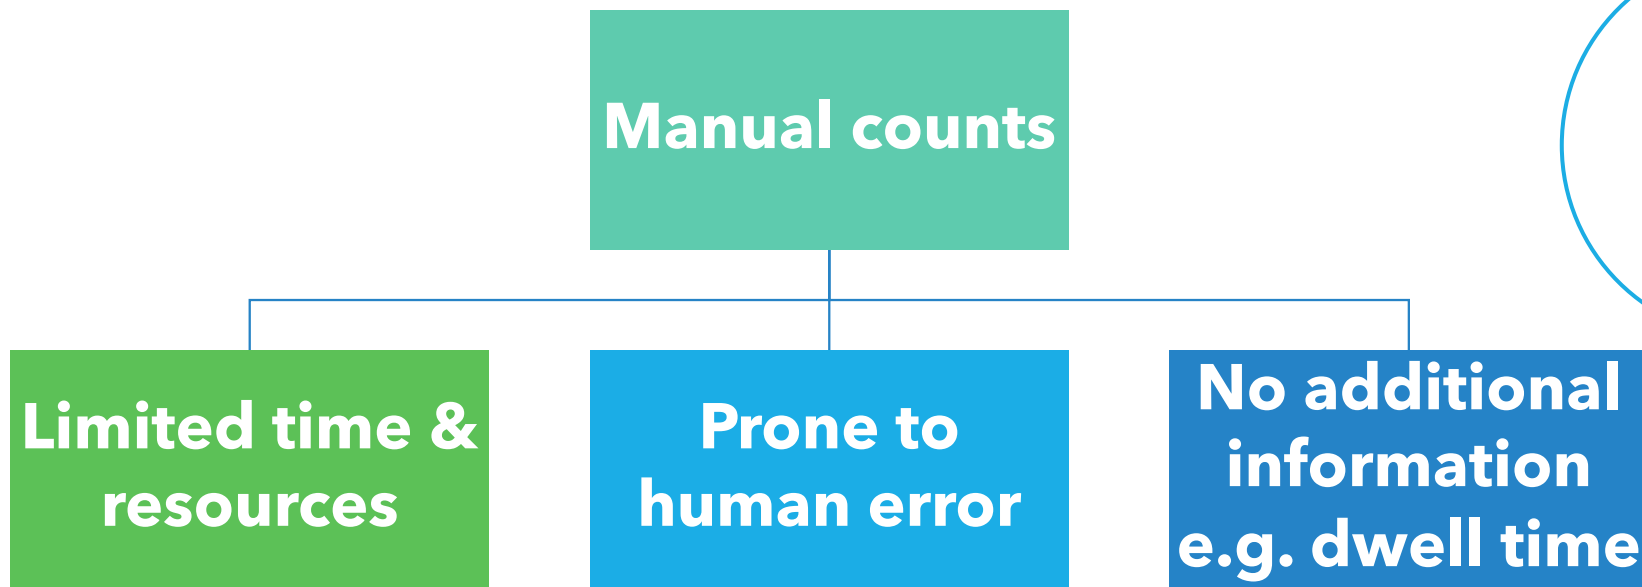 Manual counts
Limited time &
resources
Prone to
human error
No additional
information
e.g. dwell time